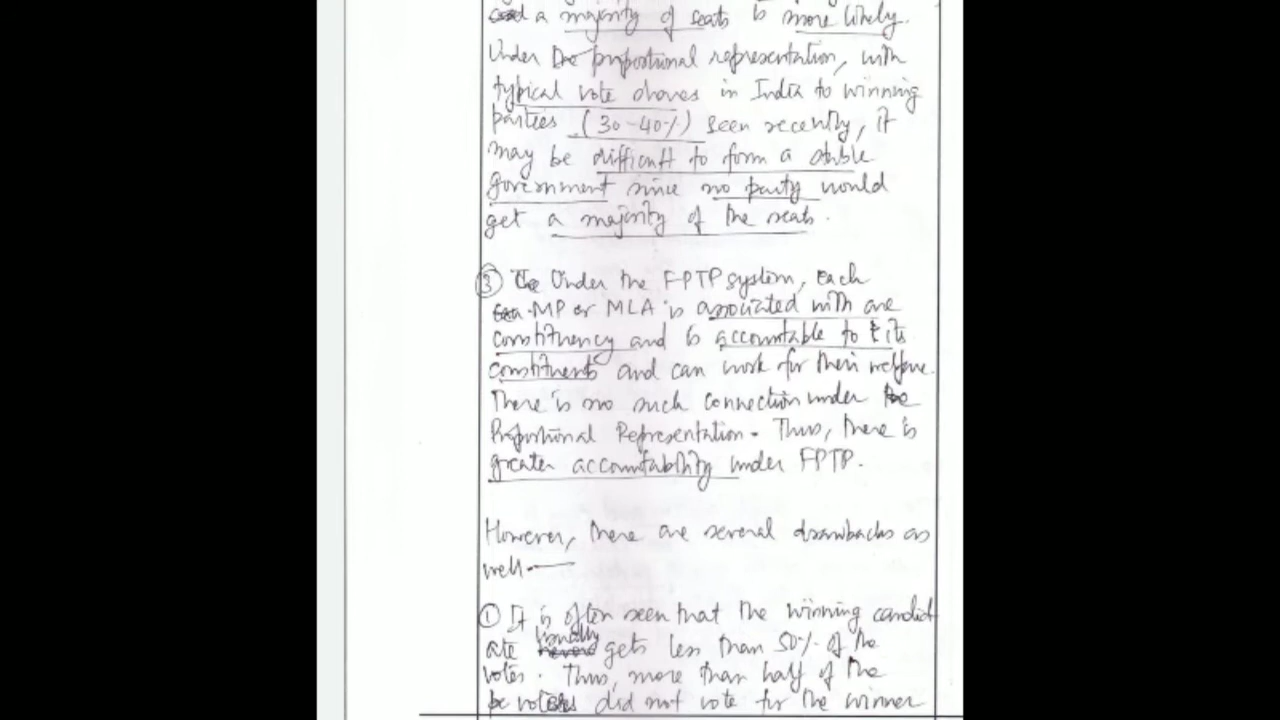 a majority of seats is more likely.
Under proportional representation, with
typical vote shares in India to winning
parties (30-40%) seen recently, it
may be difficult to form a stable
government since no party would
get a majority of the seats.
③ Under the FPTP system, each
MP or MLA is associated with one
constituency and is accountable to its
constituents and can work for their welfare.
There is no such connection under
Proportional Representation. Thus, there is
greater accountability under FPTP.
However, there are several drawbacks as
well.—
① It is often seen that the winning candid
ate usually gets less than 50% of the
votes. Thus, more than half of the
voters did not vote for the winner